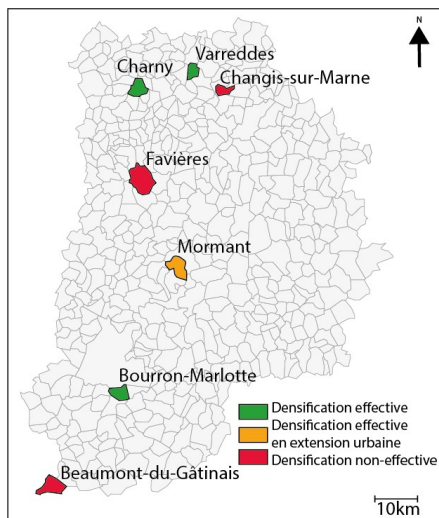 N
Varreddes
Charny
Changis-sur-Marne
Favières
Mormant
Bourron-Marlotte
Densification effective
Densification effective
en extension urbaine
Densification non-effective
Beaumont-du-Gâtinais
10km